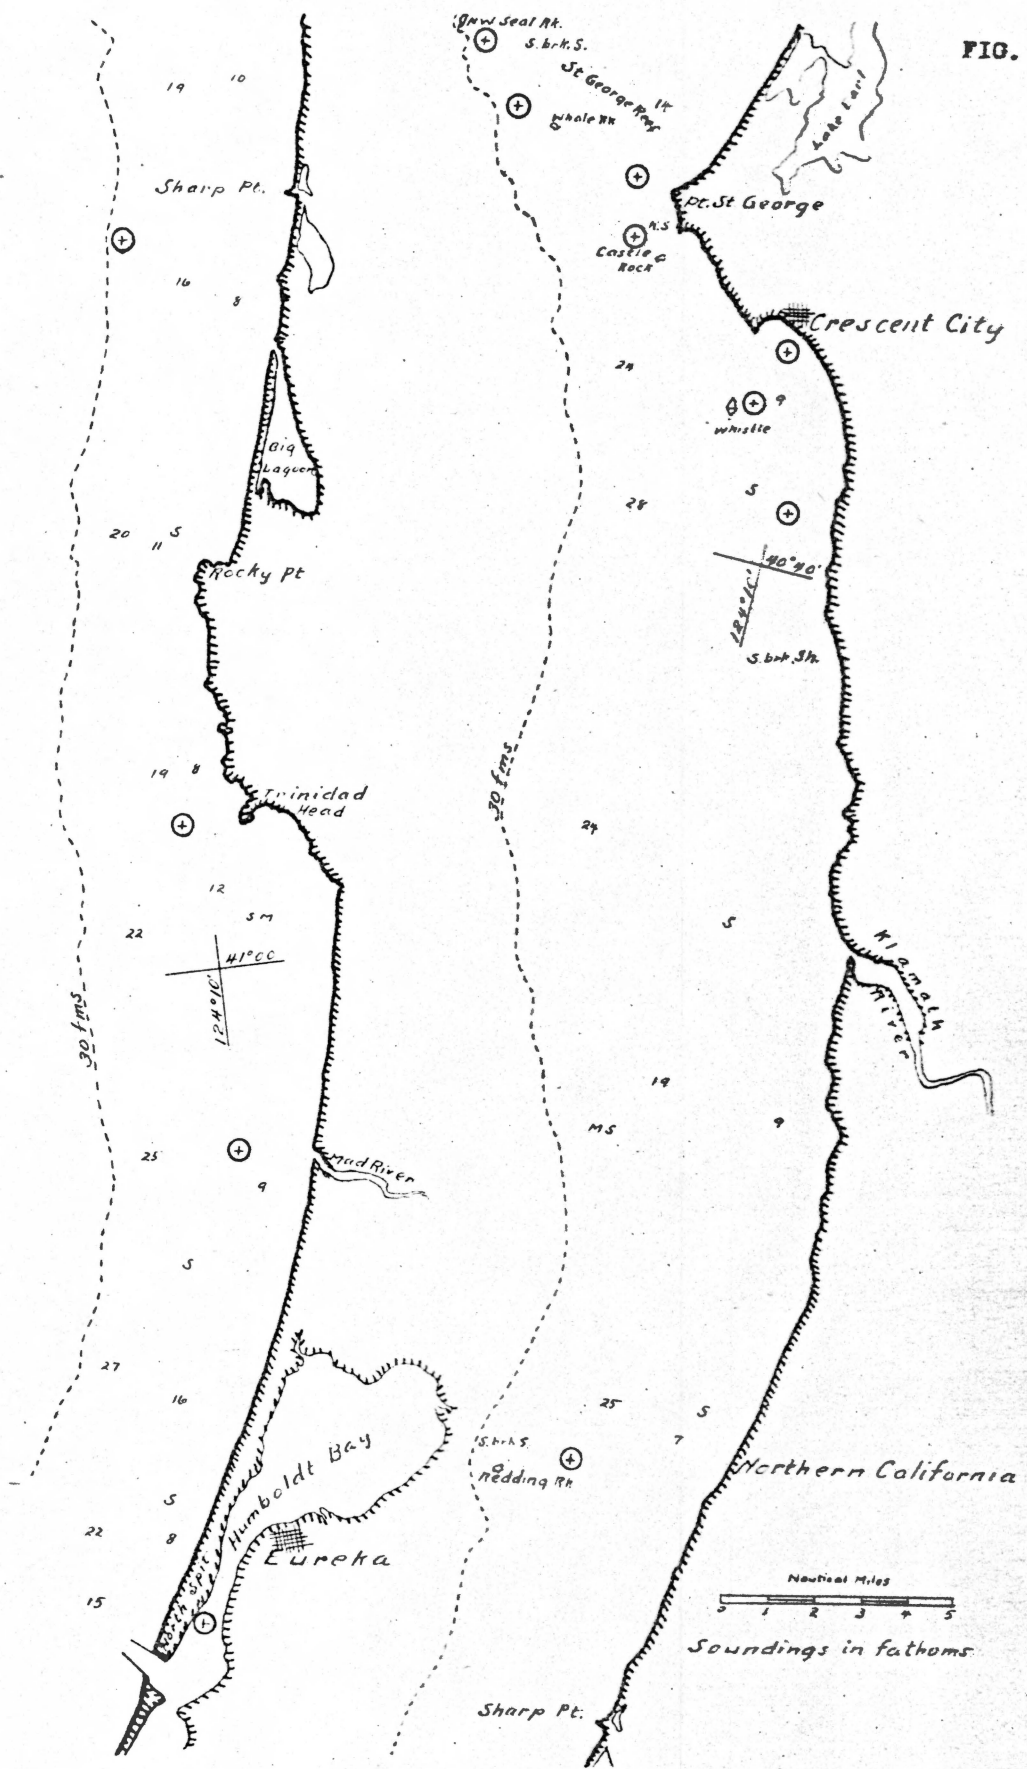 FIG.
19
10
Sharp Pt.
16
8
Big
Lagoon
20
11
S
Rocky Pt
19
8
Trinidad
Head
12
S M
22
41°00
124°10'
30 fms
25
Mad River
9
S
27
16
Humboldt Bay
S
22
8
Eureka
15
North Spit
NW Seal Rk.
S. brk. S.
St George Reef
14
Whale Rk
Lake Earl
Pt. St George
R.S
Castle
Rock
Crescent City
24
9
Whistle
28
S
40°40'
124°10'
S. brk. Sh.
30 fms
24
S
Klamath
River
19
MS
9
25
S
7
S. brk S.
Redding Rk
Northern California
Nautical Miles
0 1 2 3 4 5
Soundings in fathoms
Sharp Pt.